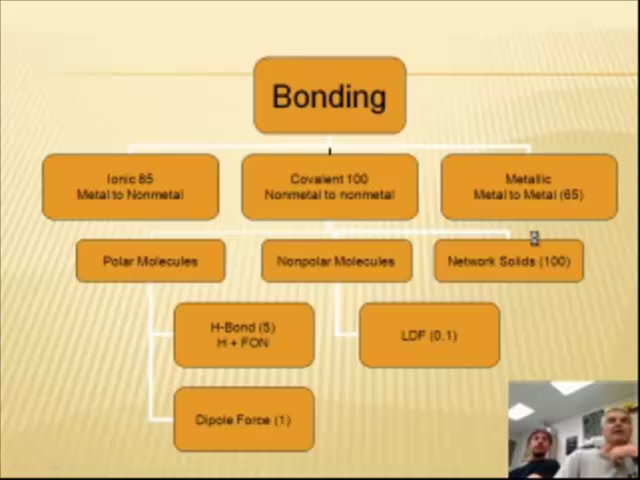 Bonding
Ionic 85
Metal to Nonmetal
Covalent 100
Nonmetal to nonmetal
Metallic
Metal to Metal (65)
Polar Molecules
Nonpolar Molecules
Network Solids (100)
H-Bond (5)
H + FON
LDF (0.1)
Dipole Force (1)